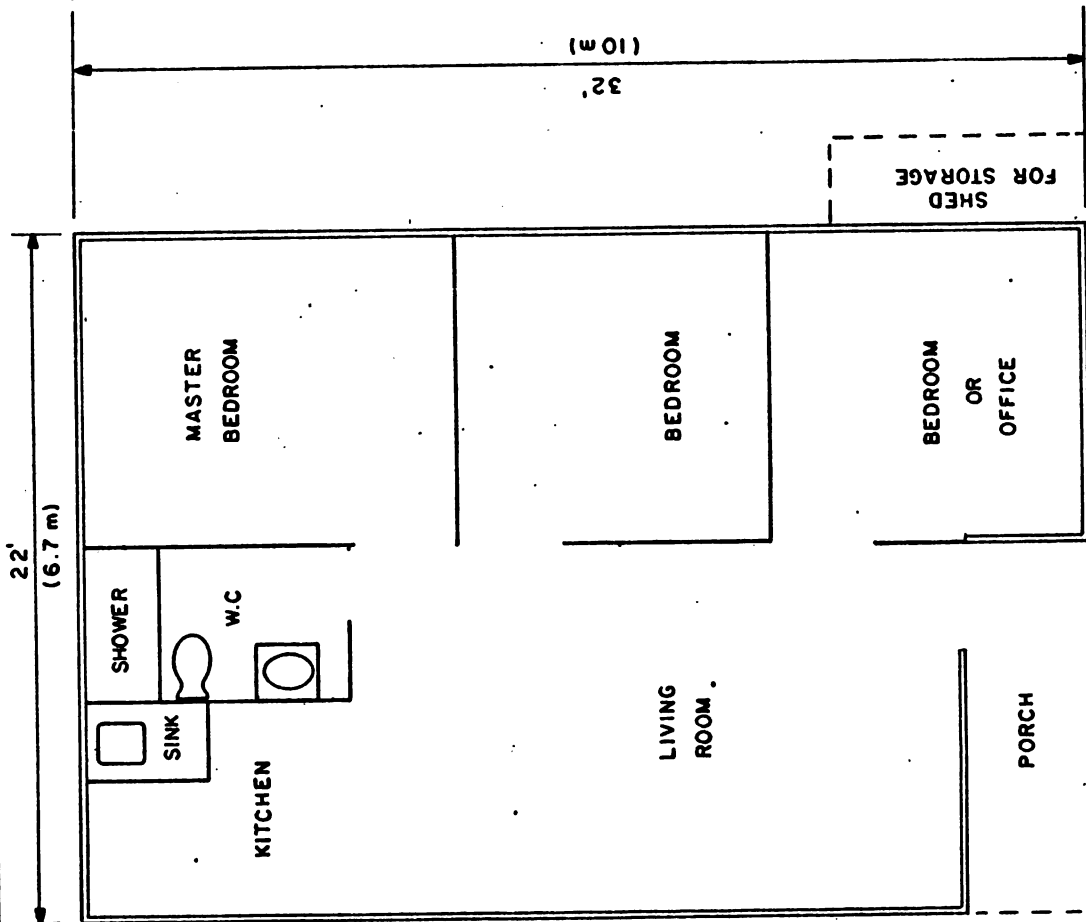 22'
(6.7 m)
32'
(10 m)
SHOWER
W.C
SINK
KITCHEN
MASTER
BEDROOM
BEDROOM
BEDROOM
OR
OFFICE
SHED
FOR STORAGE
LIVING
ROOM
PORCH